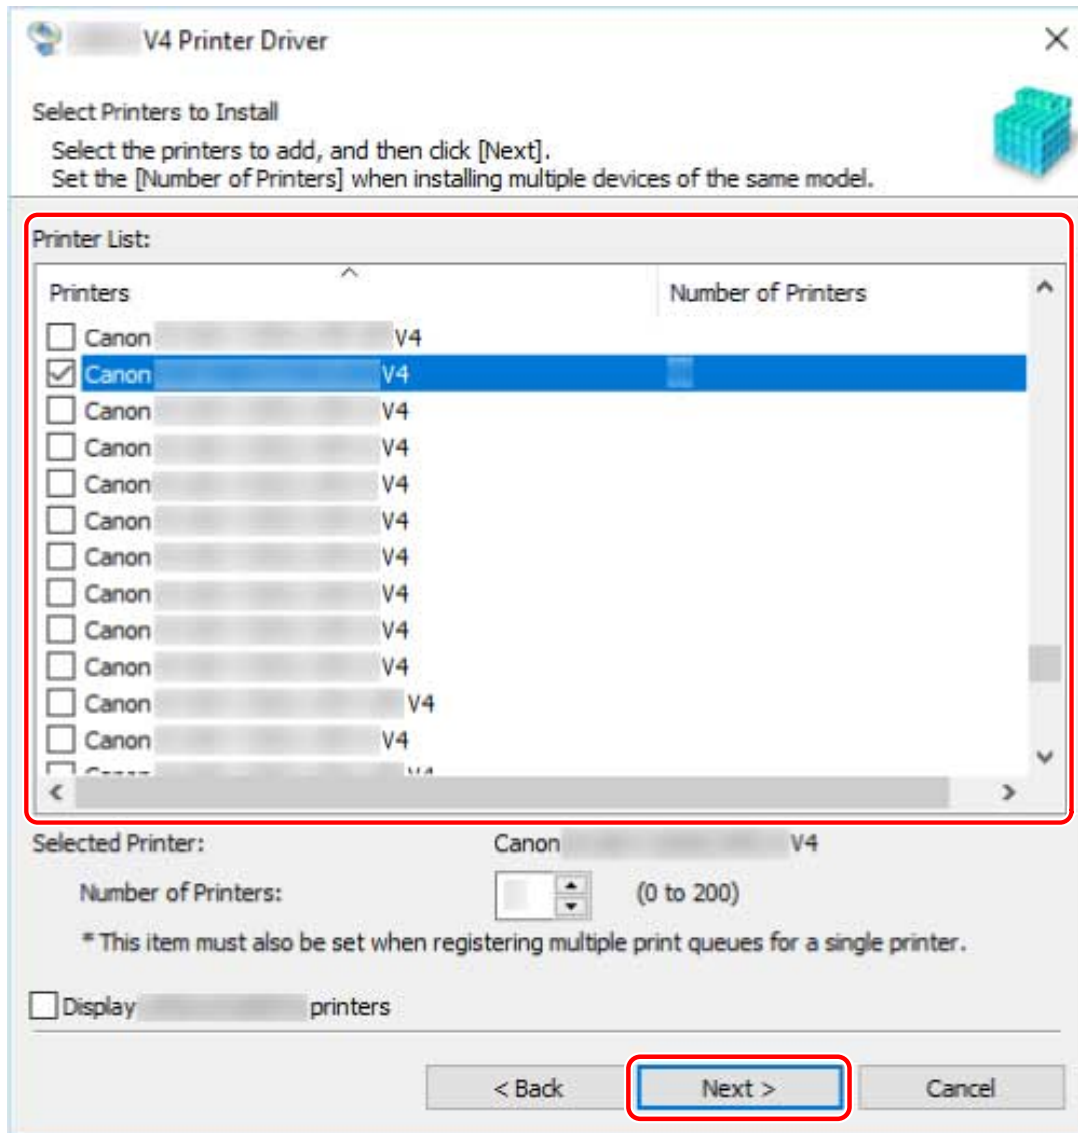 V4 Printer Driver
Select Printers to Install
Select the printers to add, and then click [Next].
Set the [Number of Printers] when installing multiple devices of the same model.
Printer List:
Printers Number of Printers
Canon V4
Canon V4
Canon V4
Canon V4
Canon V4
Canon V4
Canon V4
Canon V4
Canon V4
Canon V4
Canon V4
Canon V4
Selected Printer: Canon V4
Number of Printers: (0 to 200)
* This item must also be set when registering multiple print queues for a single printer.
Display printers
< Back Next > Cancel